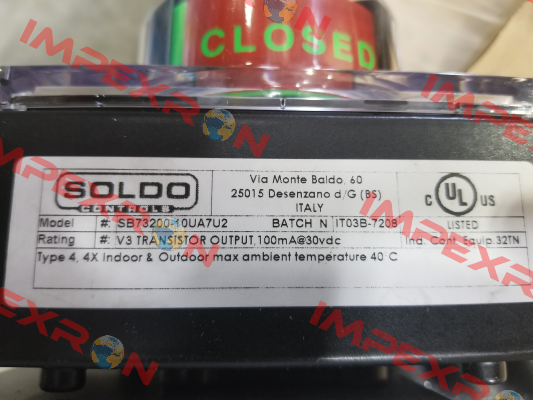 CLOSED
SOLDO
CONTROLS
Via Monte Baldo, 60
25015 Desenzano d/G (BS)
ITALY
C UL US
LISTED
Ind. Cont. Equip. 32TN
Model #: SB73200-10UA7U2 BATCH N IT03B-7208
Rating #: V3 TRANSISTOR OUTPUT, 100mA@30vdc
Type 4, 4X Indoor & Outdoor max ambient temperature 40°C
IMPEXRON
IMPEXRON
IMPEXRON
IMPEXRON
IMPEXRON